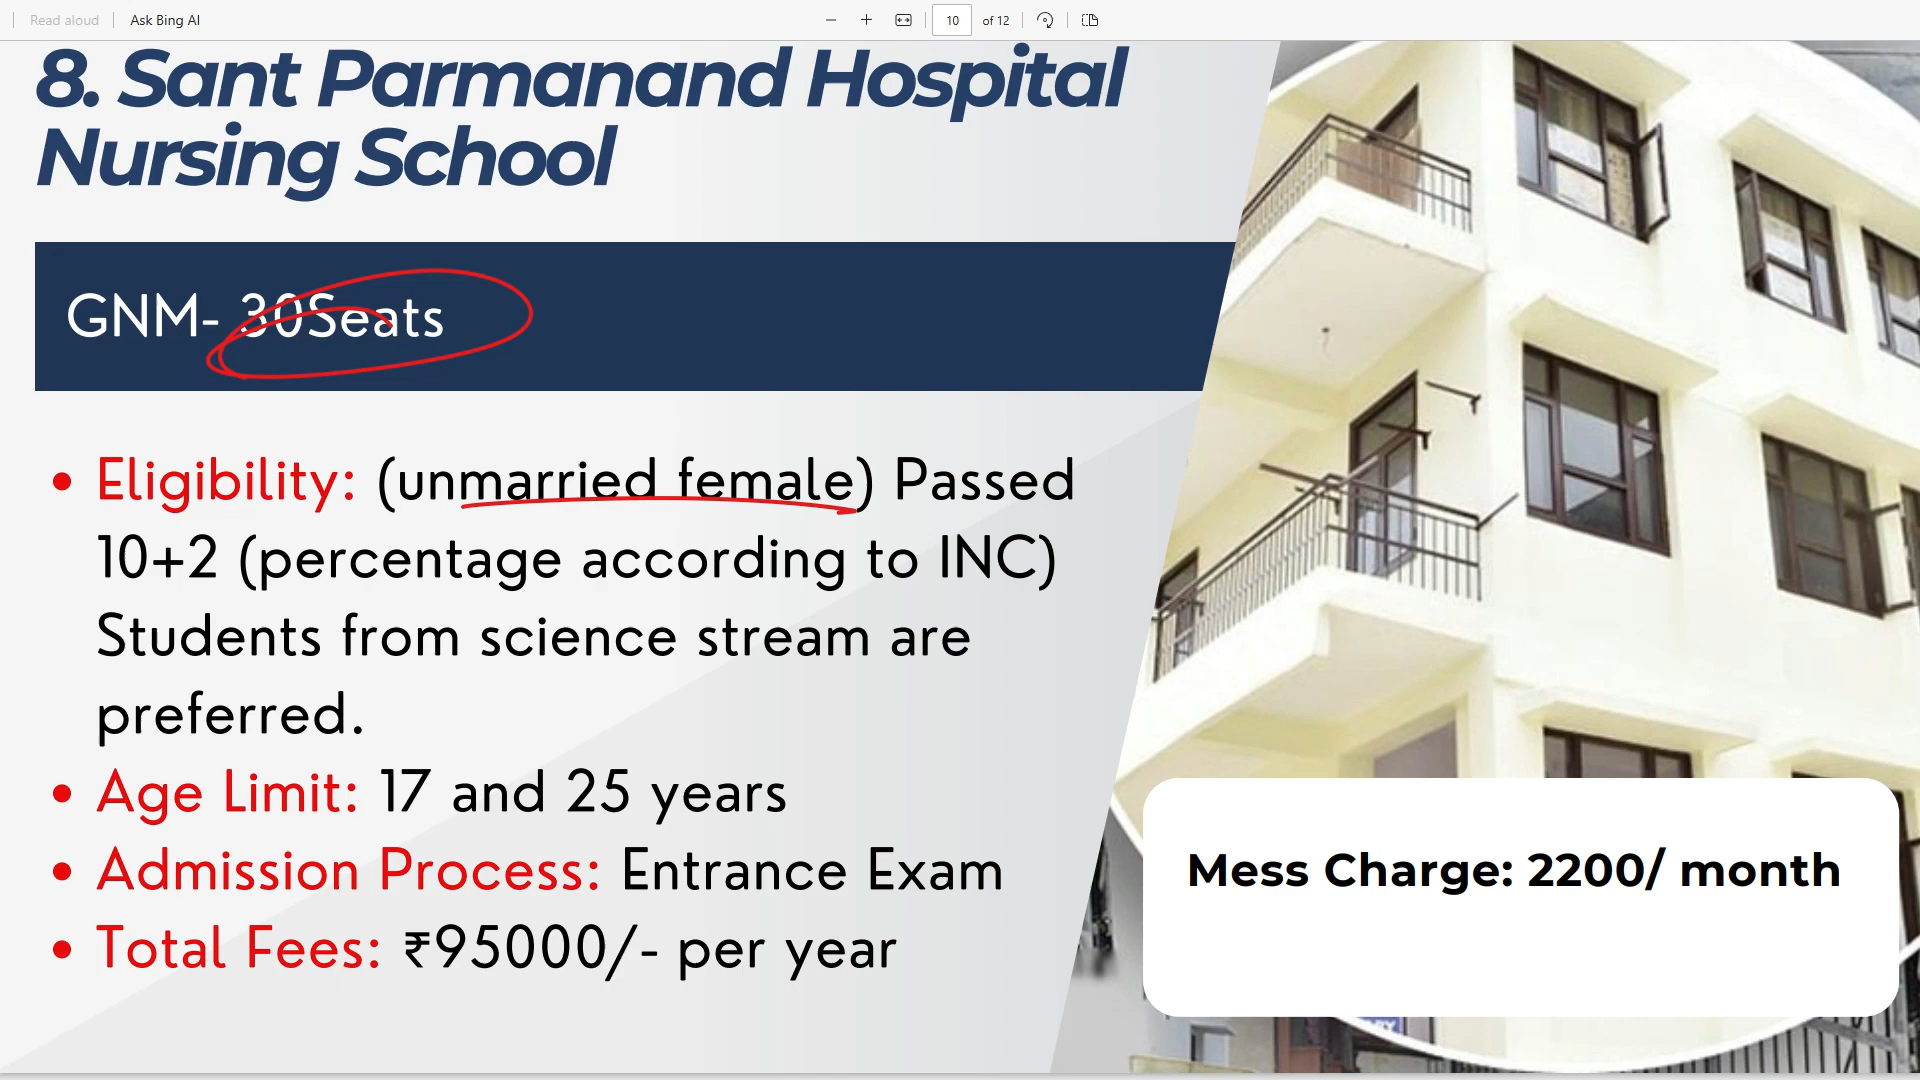 Read aloud
Ask Bing AI
10 of 12
8. Sant Parmanand Hospital
Nursing School
GNM- 30Seats
• Eligibility: (unmarried female) Passed
10+2 (percentage according to INC)
Students from science stream are
preferred.
• Age Limit: 17 and 25 years
• Admission Process: Entrance Exam
• Total Fees: ₹95000/- per year
Mess Charge: 2200/ month